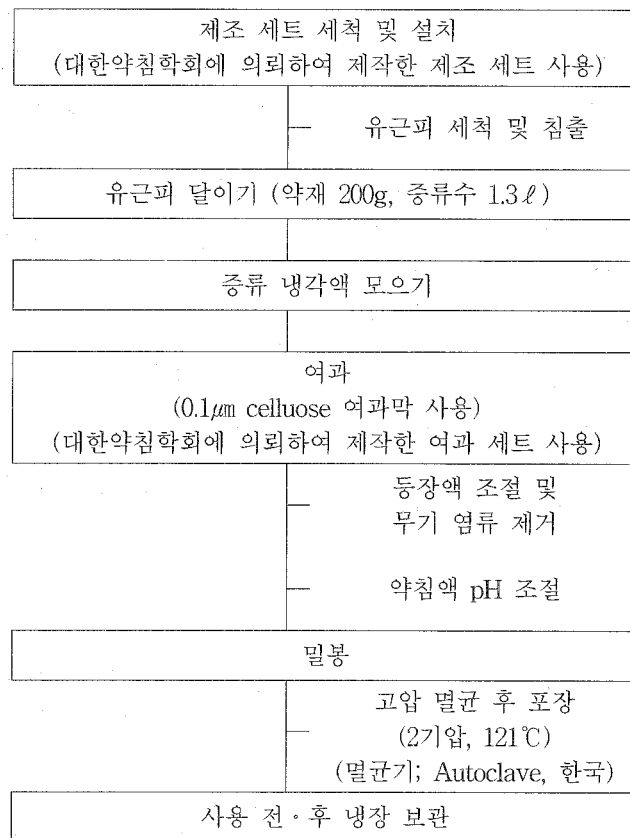 제조 세트 세척 및 설치
(대한약침학회에 의뢰하여 제작한 제조 세트 사용)
유근피 세척 및 침출
유근피 달이기 (약재 200g, 증류수 1.3ℓ)
증류 냉각액 모으기
여과
(0.1㎛ celluose 여과막 사용)
(대한약침학회에 의뢰하여 제작한 여과 세트 사용)
등장액 조절 및
무기 염류 제거
약침액 pH 조절
밀봉
고압 멸균 후 포장
(2기압, 121℃)
(멸균기; Autoclave, 한국)
사용 전·후 냉장 보관